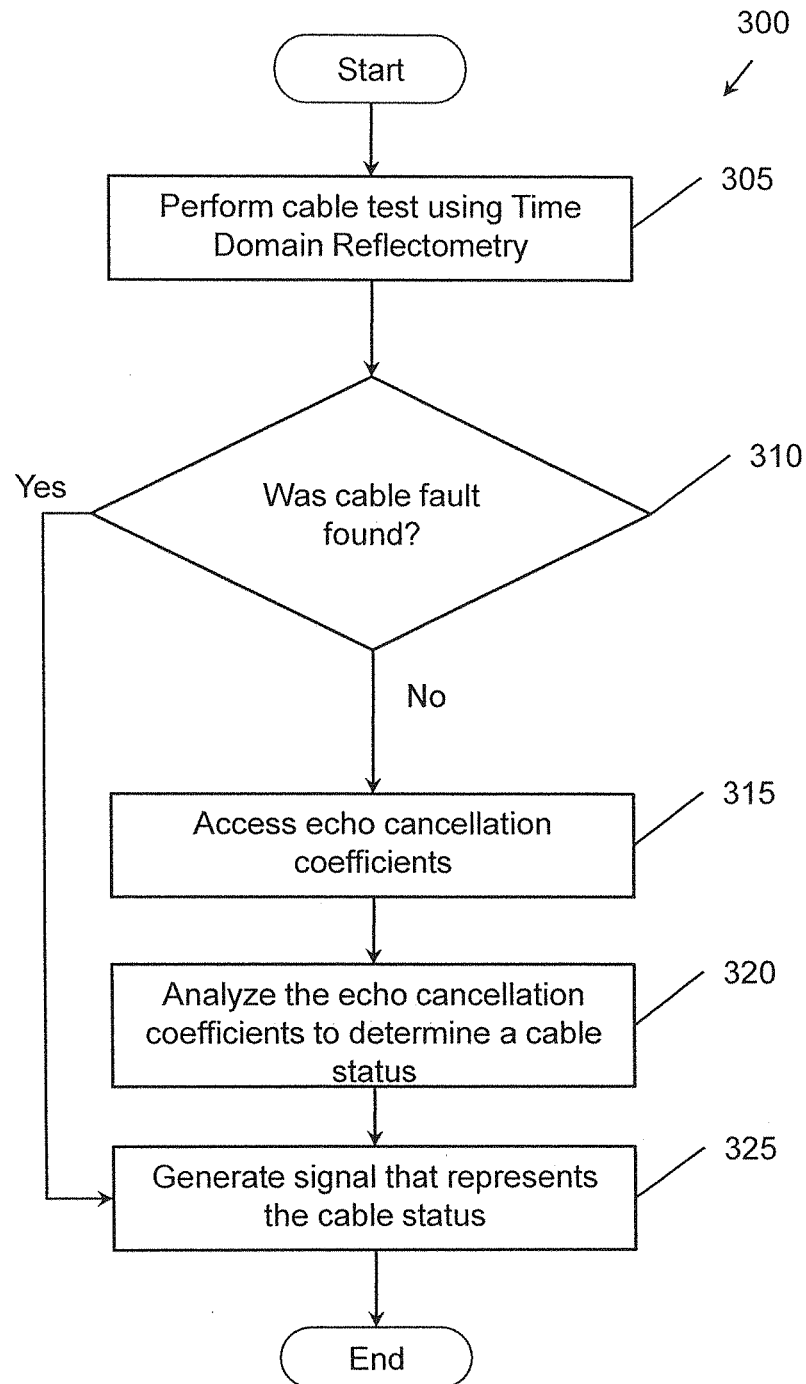 300
Start
305
Perform cable test using Time
Domain Reflectometry
310
Yes
Was cable fault
found?
No
315
Access echo cancellation
coefficients
320
Analyze the echo cancellation
coefficients to determine a cable
status
325
Generate signal that represents
the cable status
End